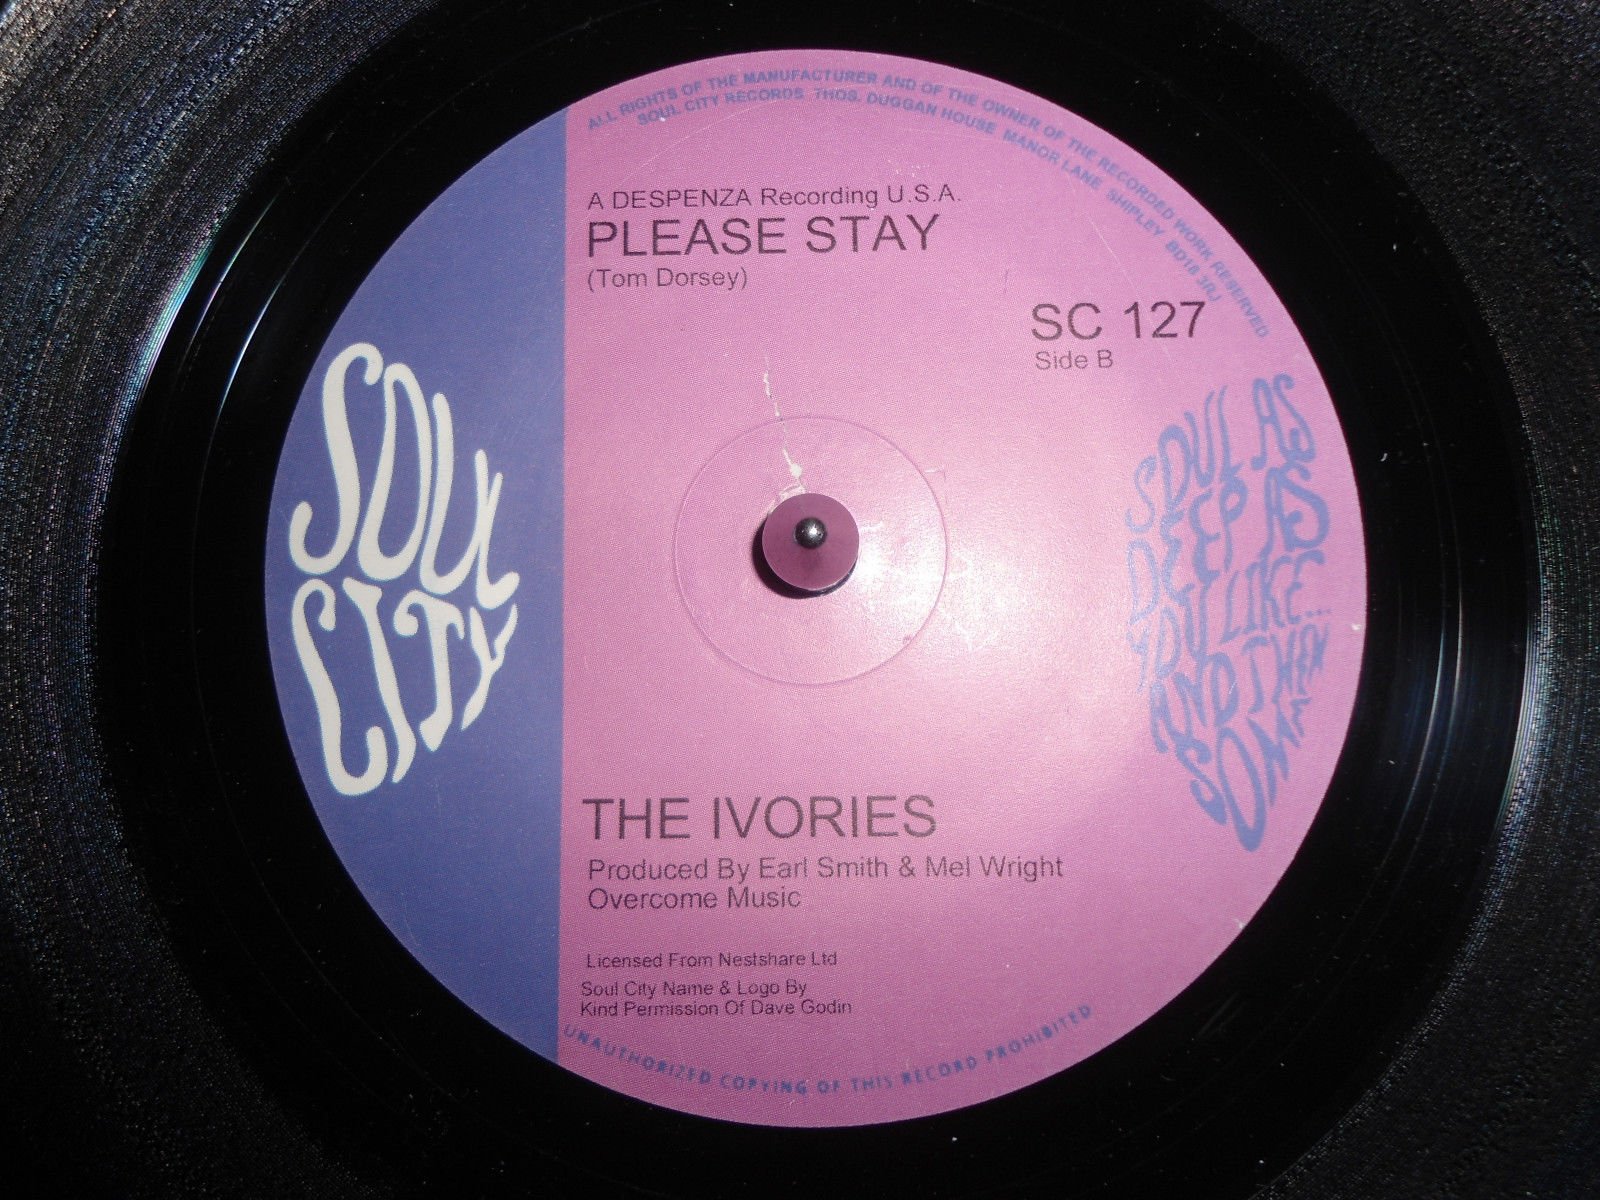 ALL RIGHTS OF THE MANUFACTURER AND OF THE OWNER OF THE RECORDED WORK RESERVED
SOUL CITY RECORDS THOS. DUGGAN HOUSE MANOR LANE SHIPLEY BD18 3RJ
A DESPENZA Recording U.S.A.
PLEASE STAY
(Tom Dorsey)
SC 127
Side B
SOUL
CITY
SOUL AS
DEEP AS
YOU LIKE...
AND THEN
SOME
THE IVORIES
Produced By Earl Smith & Mel Wright
Overcome Music
Licensed From Nestshare Ltd
Soul City Name & Logo By
Kind Permission Of Dave Godin
UNAUTHORIZED COPYING OF THIS RECORD PROHIBITED